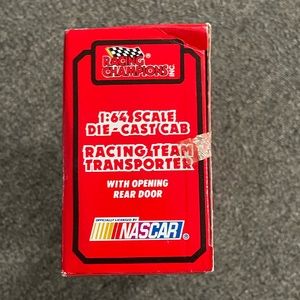 RACING ®
CHAMPIONS INC.
1:64 SCALE
DIE-CAST CAB
RACING TEAM
TRANSPORTER
WITH OPENING
REAR DOOR
OFFICIALLY LICENSED BY
NASCAR ®